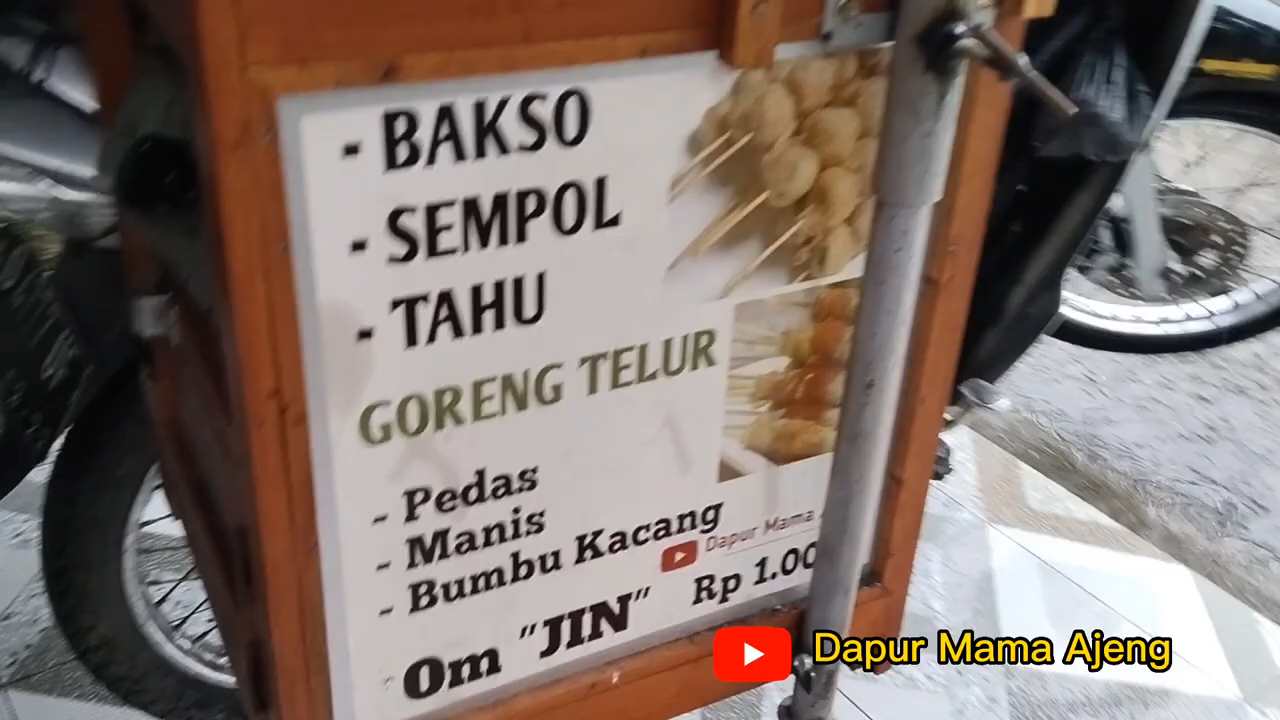 - BAKSO
- SEMPOL
- TAHU
GORENG TELUR
- Pedas
- Manis
- Bumbu Kacang
Dapur Mama
Rp 1.00
Om "JIN"
Dapur Mama Ajeng